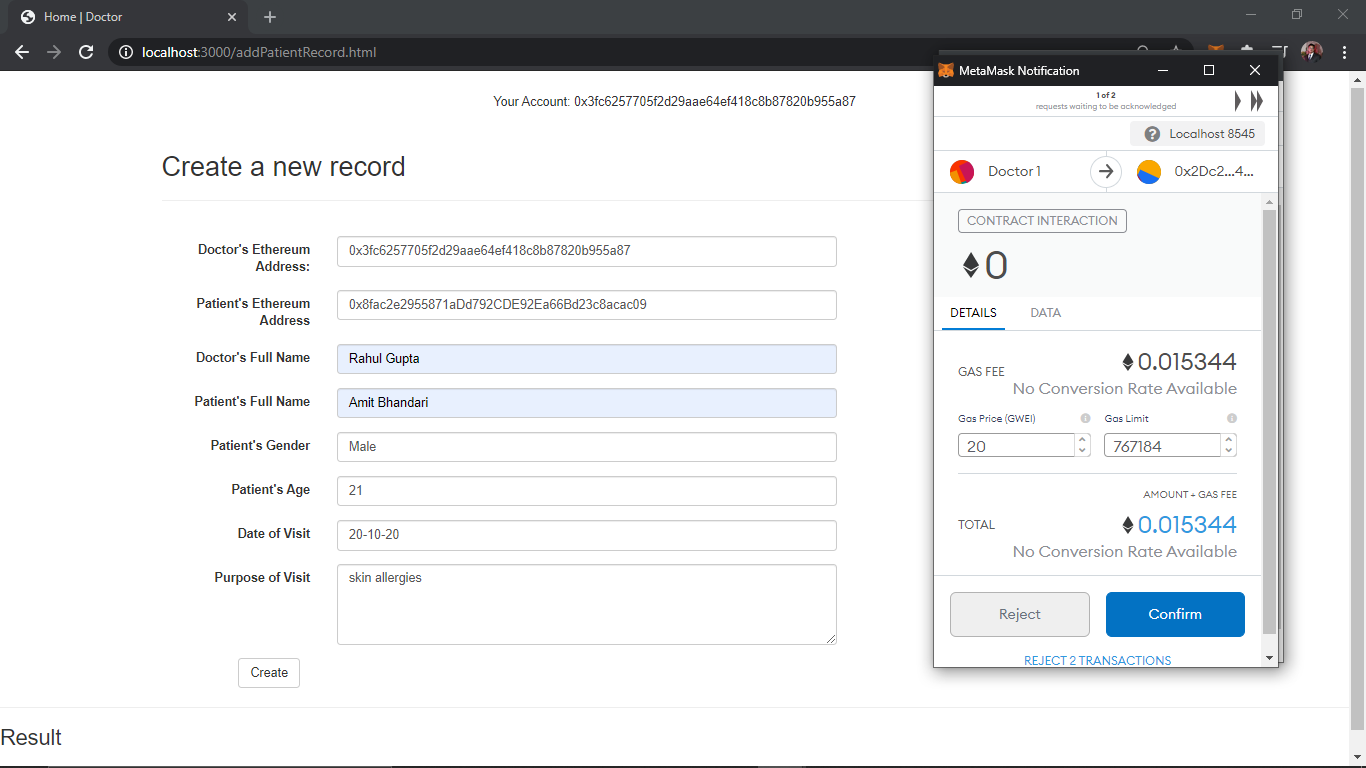 Home | Doctor
localhost:3000/addPatientRecord.html
MetaMask Notification
1 of 2
requests waiting to be acknowledged
Localhost 8545
Doctor 1
0x2Dc2...4...
CONTRACT INTERACTION
0
DETAILS
DATA
GAS FEE
0.015344
No Conversion Rate Available
Gas Price (GWEI)
Gas Limit
20
767184
AMOUNT + GAS FEE
TOTAL
0.015344
No Conversion Rate Available
Reject
Confirm
REJECT 2 TRANSACTIONS
Your Account: 0x3fc6257705f2d29aae64ef418c8b87820b955a87
Create a new record
Doctor's Ethereum
Address:
0x3fc6257705f2d29aae64ef418c8b87820b955a87
Patient's Ethereum
Address
0x8fac2e2955871aDd792CDE92Ea66Bd23c8acac09
Doctor's Full Name
Rahul Gupta
Patient's Full Name
Amit Bhandari
Patient's Gender
Male
Patient's Age
21
Date of Visit
20-10-20
Purpose of Visit
skin allergies
Create
Result